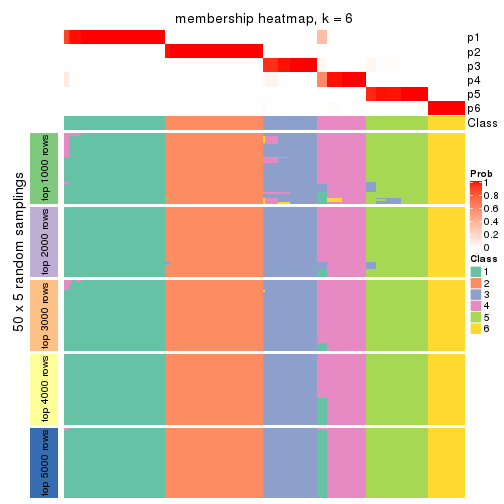 membership heatmap, k = 6
p1
p2
p3
p4
p5
p6
Class
50 x 5 random samplings
top 1000 rows
top 2000 rows
top 3000 rows
top 4000 rows
top 5000 rows
Prob
1
0.8
0.6
0.4
0.2
0
Class
1
2
3
4
5
6